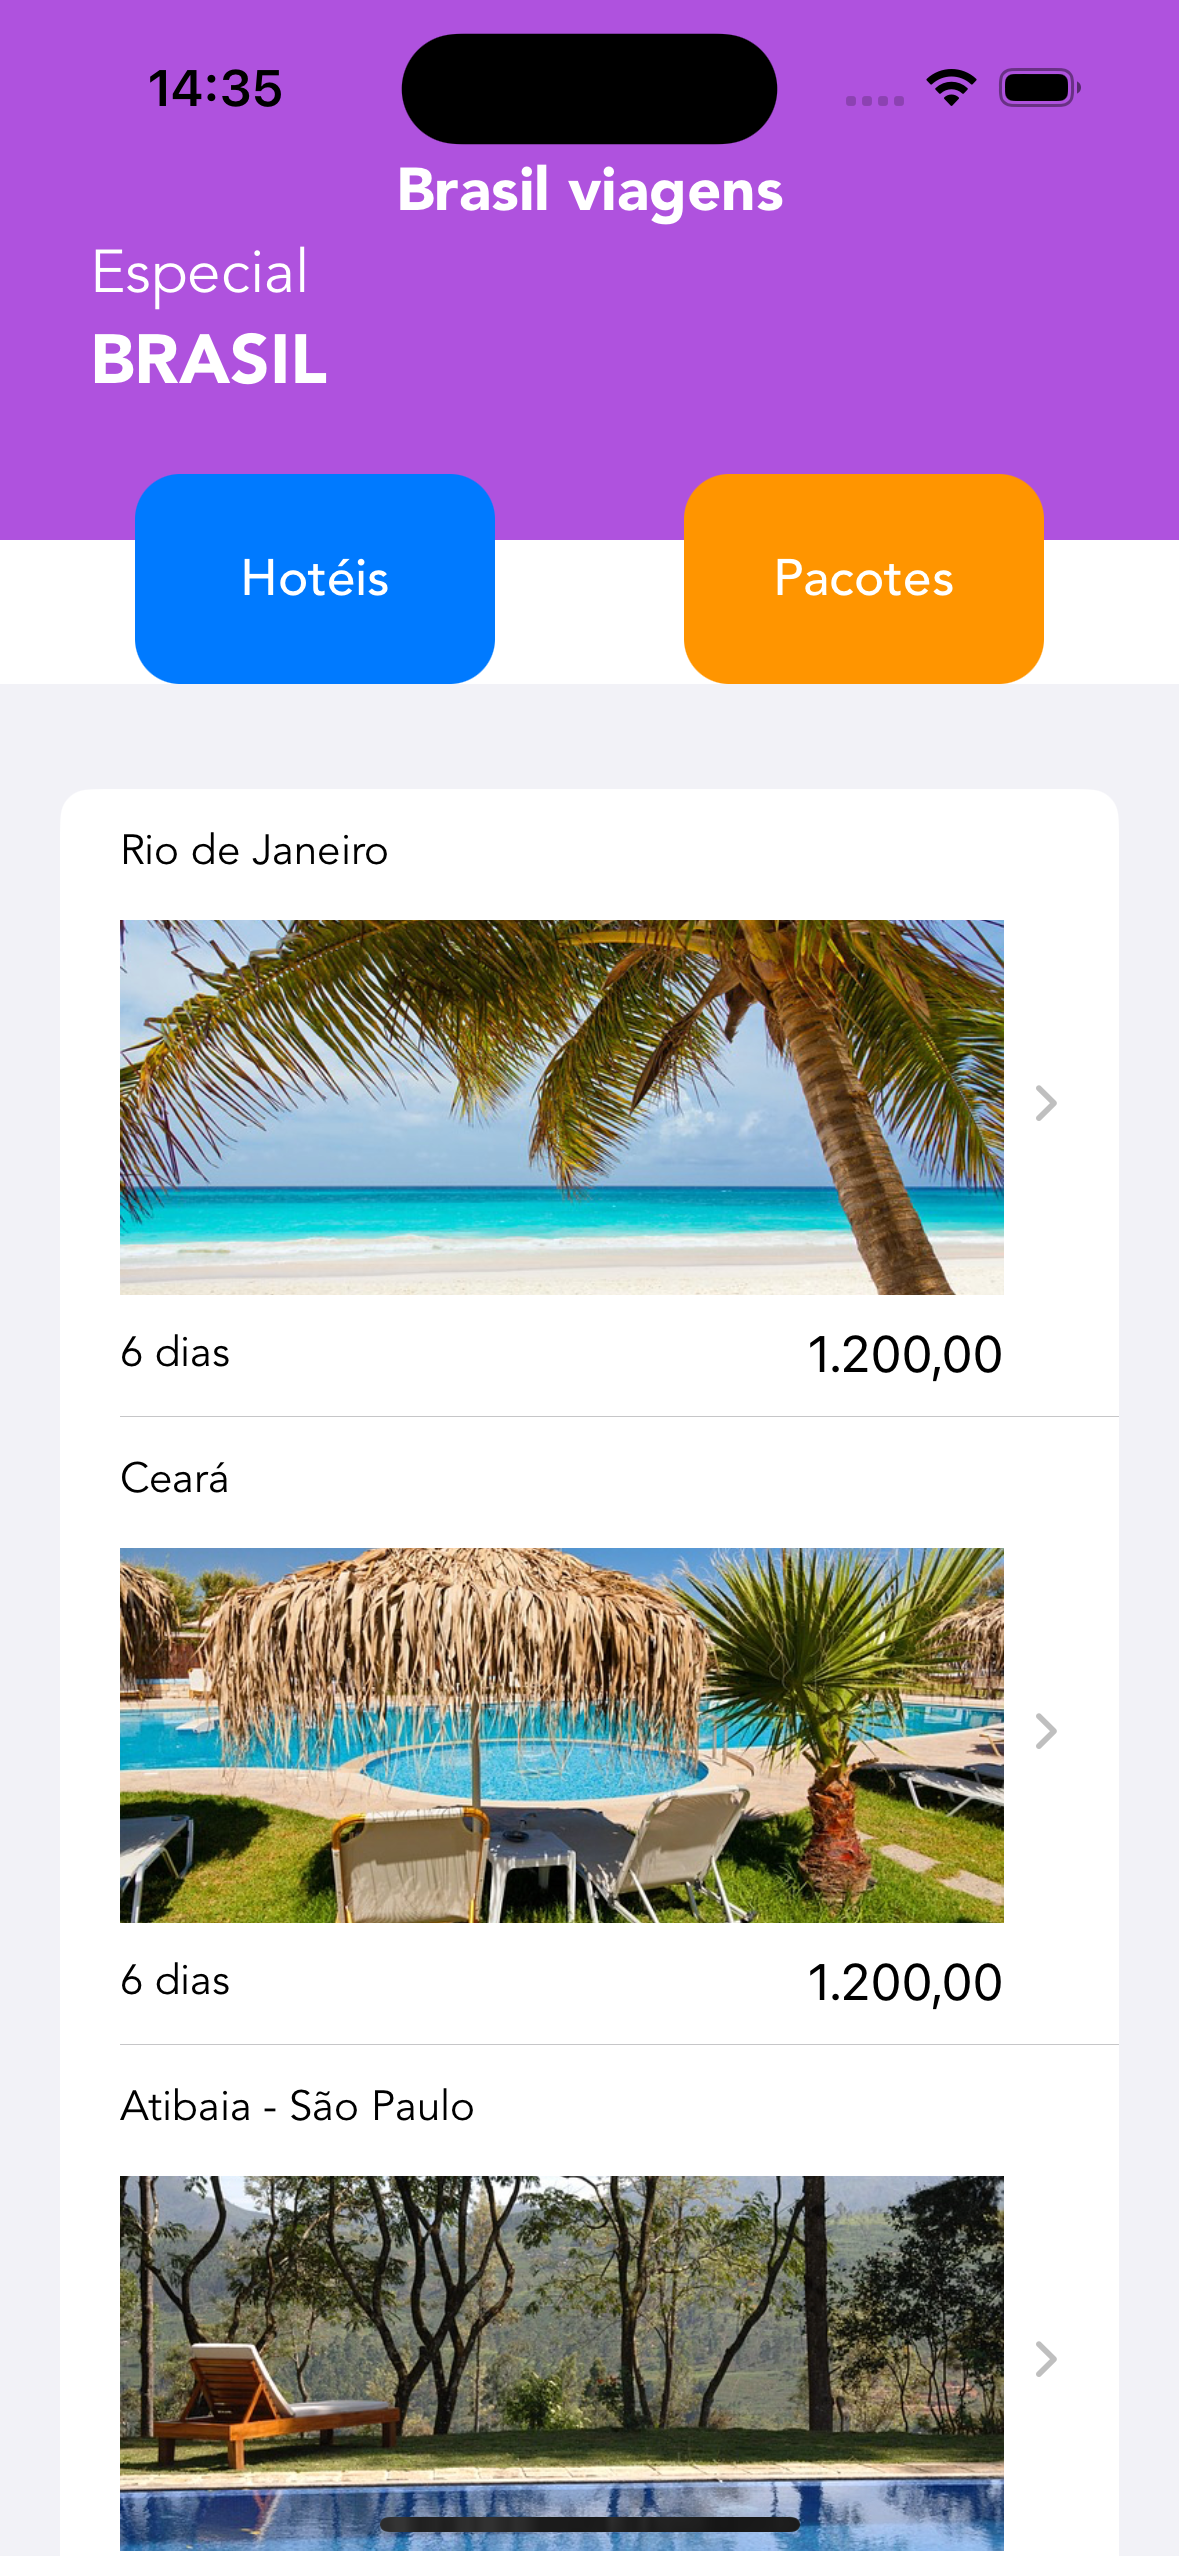 14:35
Brasil viagens
Especial
BRASIL
Hotéis
Pacotes
Rio de Janeiro
6 dias
1.200,00
Ceará
6 dias
1.200,00
Atibaia - São Paulo